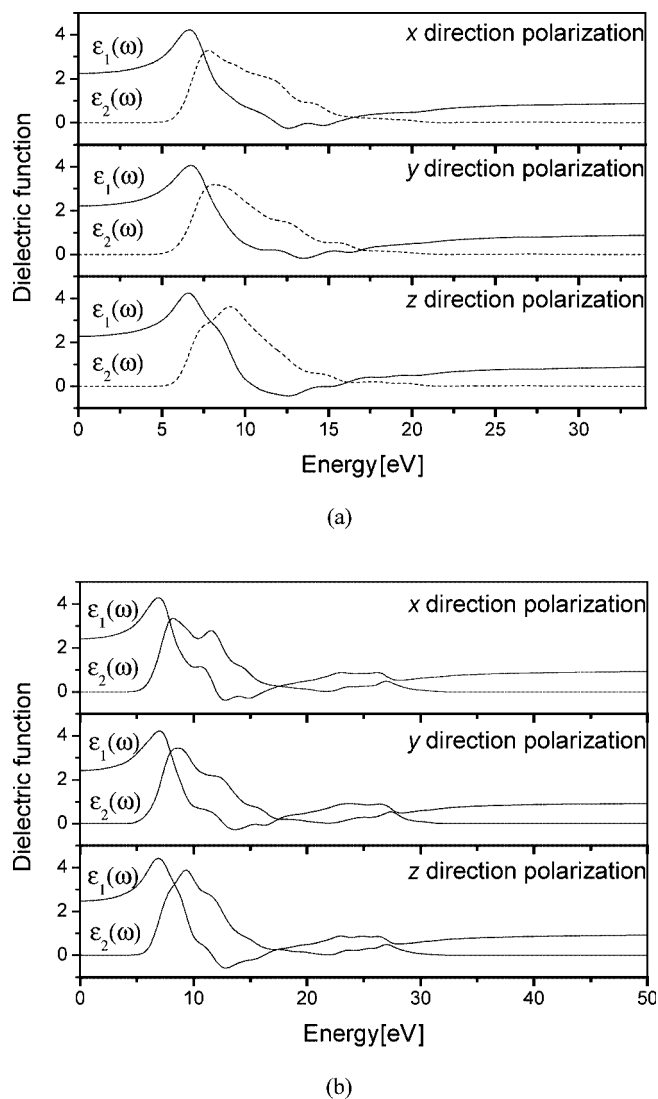 x direction polarization
4
ε1(ω)
2
ε2(ω)
0
y direction polarization
4
ε1(ω)
2
ε2(ω)
0
z direction polarization
4
ε1(ω)
2
ε2(ω)
0
Dielectric function
0 5 10 15 20 25 30
Energy[eV]
(a)
x direction polarization
4
ε1(ω)
2
ε2(ω)
0
y direction polarization
4
ε1(ω)
2
ε2(ω)
0
z direction polarization
4
ε1(ω)
2
ε2(ω)
0
Dielectric function
0 10 20 30 40 50
Energy[eV]
(b)